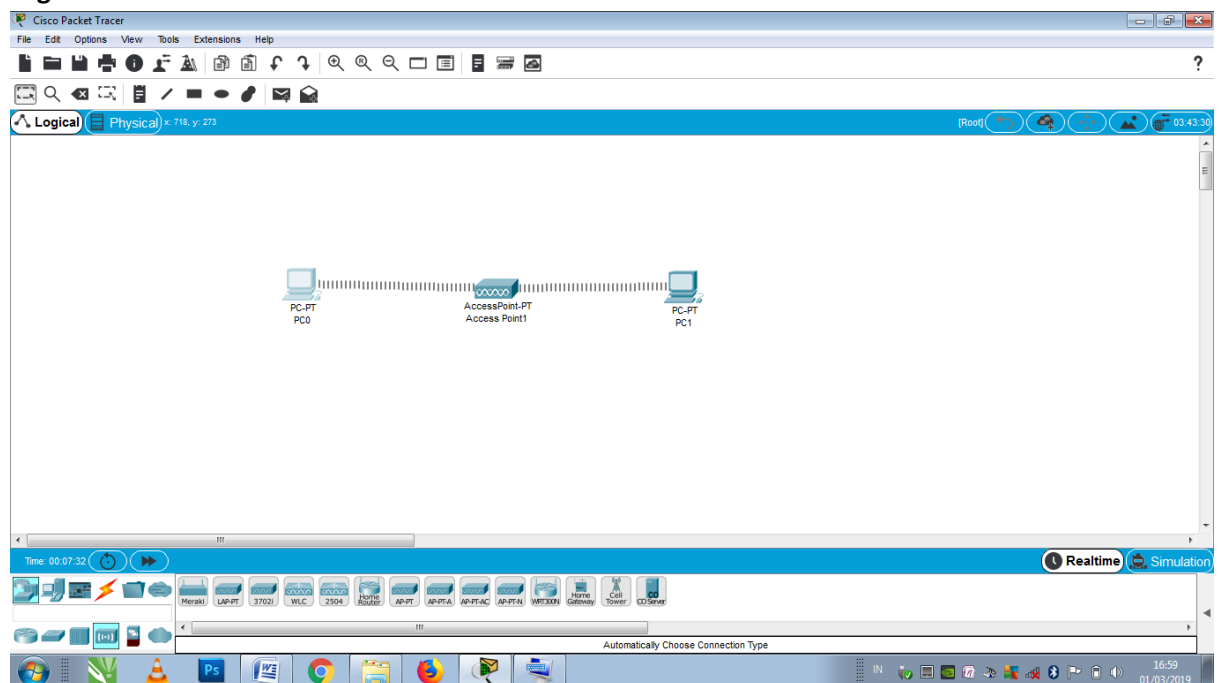 Cisco Packet Tracer
File Edit Options View Tools Extensions Help
?
Logical Physical x: 718, y: 273 [Root] 03:43:30
PC-PT
PC0
AccessPoint-PT
Access Point1
PC-PT
PC1
Time: 00:07:32 Realtime Simulation
Meraki LAP-PT 3702i WLC 2504 Home Router AP-PT AP-PT-A AP-PT-AC AP-PT-N WRT300N Home Gateway Cell Tower CO Server
Automatically Choose Connection Type
Ps W IN 16:59
01/03/2019